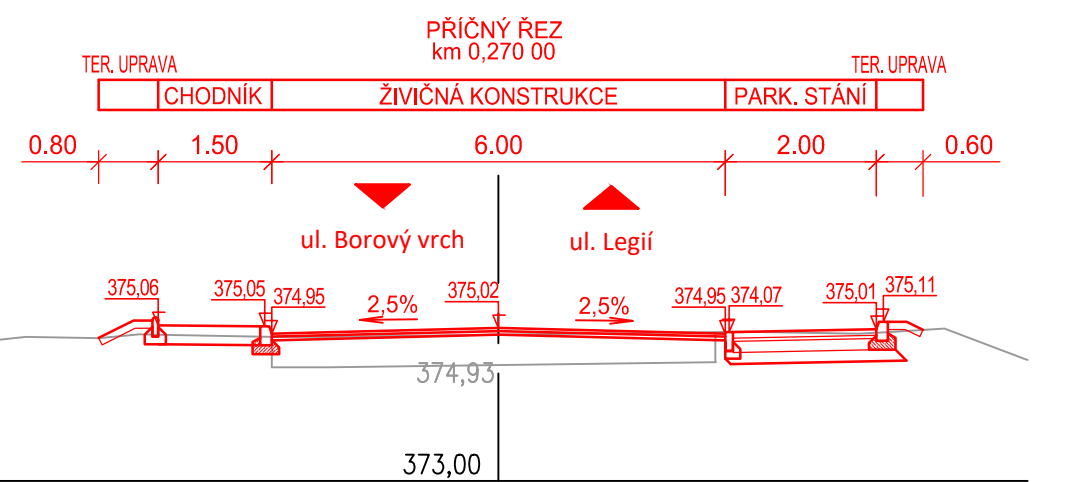 PŘÍČNÝ ŘEZ
km 0,270 00
TER. UPRAVA TER. UPRAVA
CHODNÍK ŽIVIČNÁ KONSTRUKCE PARK. STÁNÍ
0.80 1.50 6.00 2.00 0.60
ul. Borový vrch ul. Legií
375,06 375,05 374,95 2,5% 375,02 2,5% 374,95 374,07 375,01 375,11
374,93
373,00